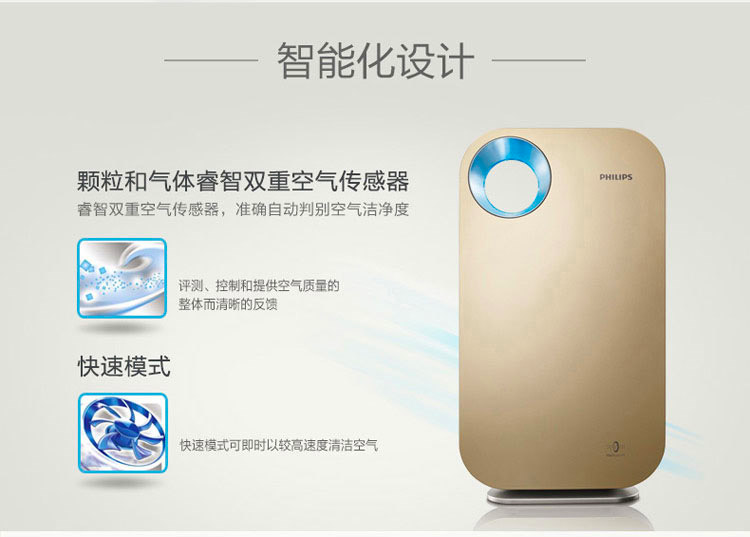 智能化设计
颗粒和气体睿智双重空气传感器
睿智双重空气传感器，准确自动判别空气洁净度
PHILIPS
评测、控制和提供空气质量的
整体而清晰的反馈
快速模式
快速模式可即时以较高速度清洁空气